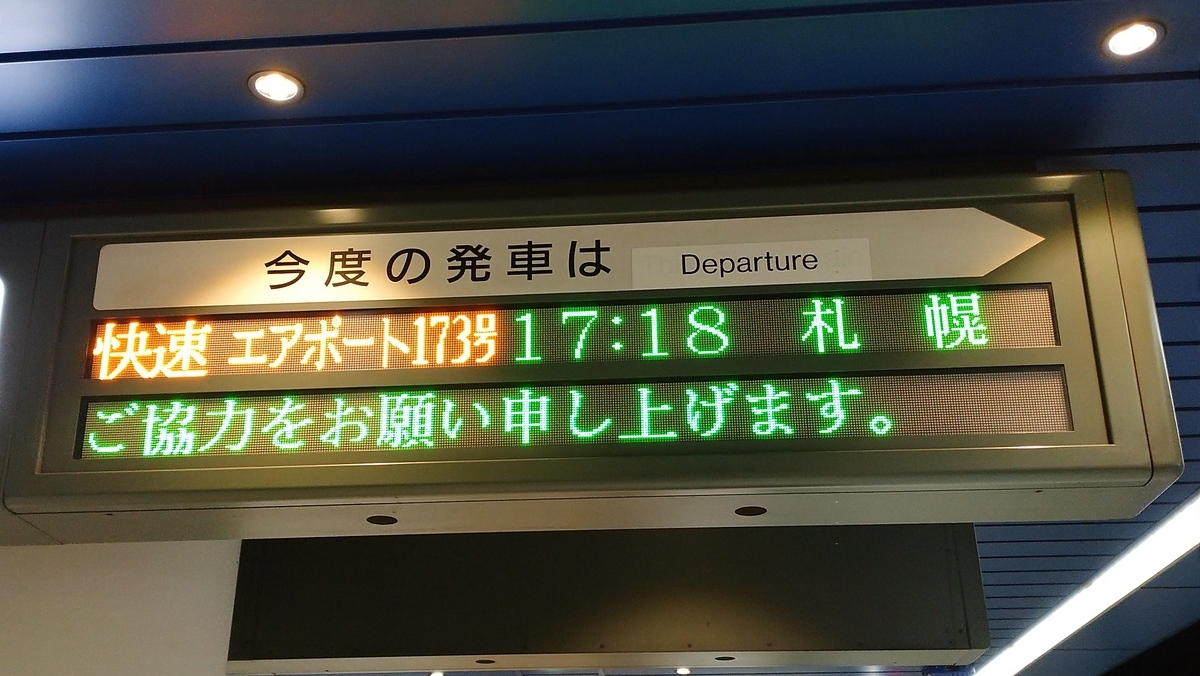 今度の発車は Departure
快速 エアポート173号 17:18 札 幌
ご協力をお願い申し上げます。